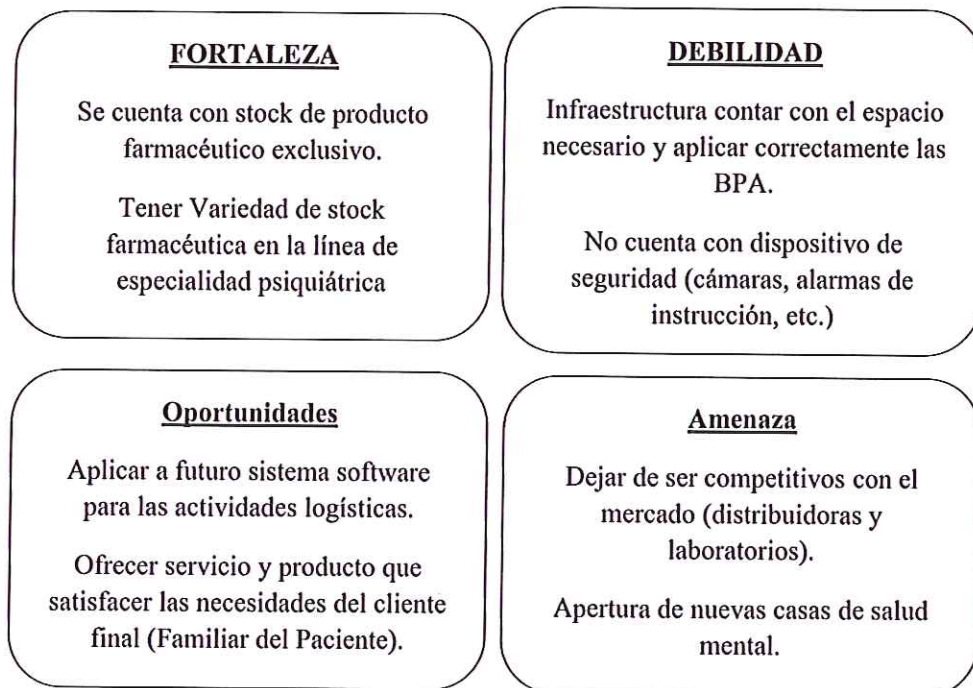 FORTALEZA
Se cuenta con stock de producto
farmacéutico exclusivo.
Tener Variedad de stock
farmacéutica en la línea de
especialidad psiquiátrica
DEBILIDAD
Infraestructura contar con el espacio
necesario y aplicar correctamente las
BPA.
No cuenta con dispositivo de
seguridad (cámaras, alarmas de
instrucción, etc.)
Oportunidades
Aplicar a futuro sistema software
para las actividades logísticas.
Ofrecer servicio y producto que
satisfacer las necesidades del cliente
final (Familiar del Paciente).
Amenaza
Dejar de ser competitivos con el
mercado (distribuidoras y
laboratorios).
Apertura de nuevas casas de salud
mental.